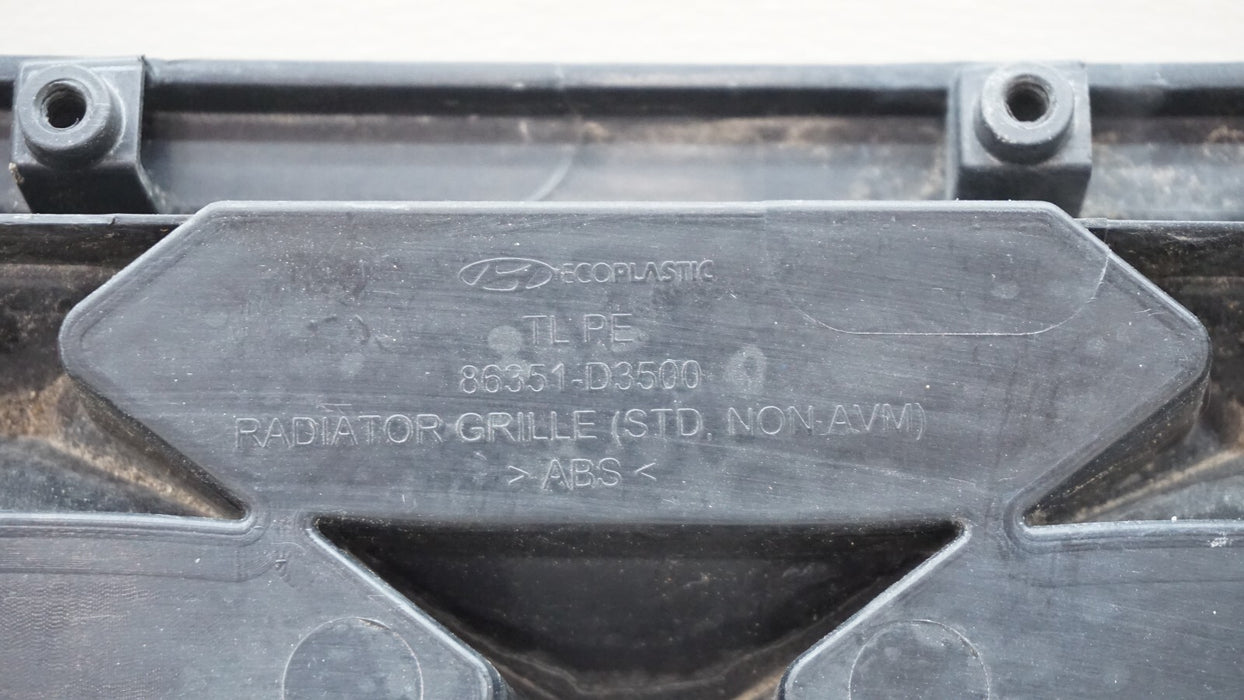 ECOPLASTIC
TL PE
86351-D3500
RADIATOR GRILLE (STD, NON-AVM)
> ABS <